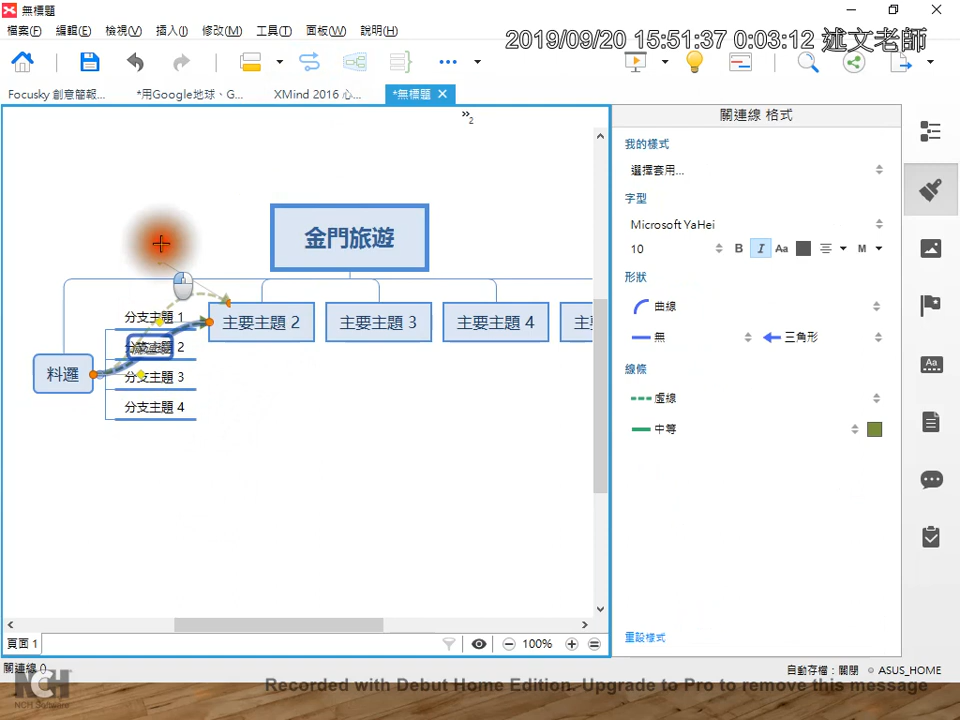 無標題
檔案(F) 編輯(E) 檢視(V) 插入(I) 修改(M) 工具(T) 面板(W) 說明(H)
2019/09/20 15:51:37 0:03:12 述文老師
Focusky 創意簡報... *用Google地球、G... XMind 2016 心... *無標題
»2
關連線 格式
我的樣式
選擇套用...
字型
Microsoft YaHei
10 B I Aa M
形狀
曲線
無 三角形
線條
虛線
中等
重設樣式
金門旅遊
主要主題 2 主要主題 3 主要主題 4 主
料邏
分支主題 1
分支主題 2
分支主題 3
分支主題 4
頁面 1
100%
關連線 ()
自動存檔：關閉 ASUS_HOME
NCH
NCH Software
Recorded with Debut Home Edition. Upgrade to Pro to remove this message